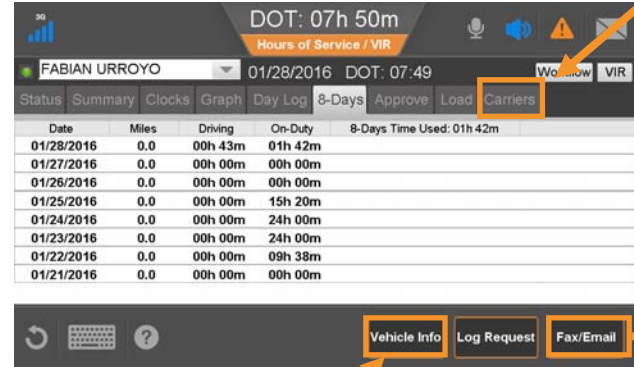 3G
DOT: 07h 50m
Hours of Service / VIR
FABIAN URROYO 01/28/2016 DOT: 07:49 Workflow VIR
Status Summary Clocks Graph Day Log 8-Days Approve Load Carriers
Date Miles Driving On-Duty 8-Days Time Used: 01h 42m
01/28/2016 0.0 00h 43m 01h 42m
01/27/2016 0.0 00h 00m 00h 00m
01/26/2016 0.0 00h 00m 00h 00m
01/25/2016 0.0 00h 00m 15h 20m
01/24/2016 0.0 00h 00m 24h 00m
01/23/2016 0.0 00h 00m 24h 00m
01/22/2016 0.0 00h 00m 09h 38m
01/21/2016 0.0 00h 00m 00h 00m
Vehicle Info Log Request Fax/Email